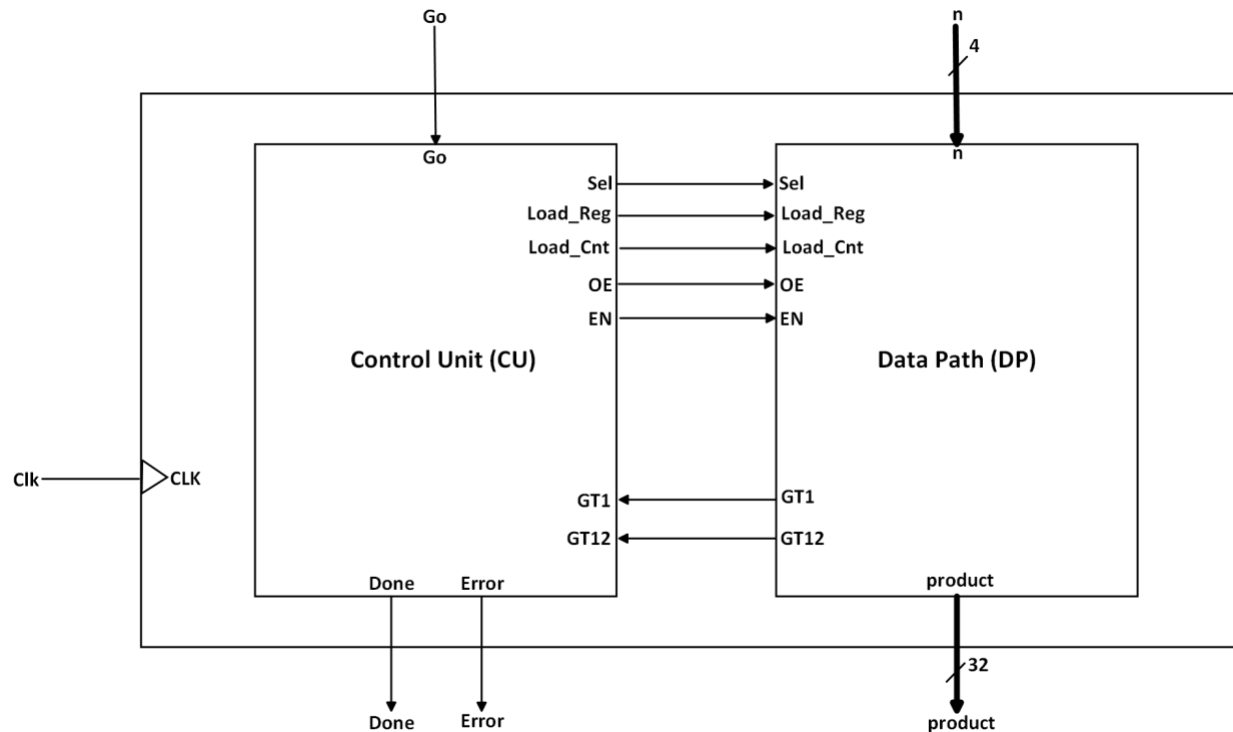 Go
n
4
Go
n
Sel
Sel
Load_Reg
Load_Reg
Load_Cnt
Load_Cnt
OE
OE
EN
EN
Control Unit (CU)
Data Path (DP)
Clk
CLK
GT1
GT1
GT12
GT12
Done
Error
product
32
Done
Error
product